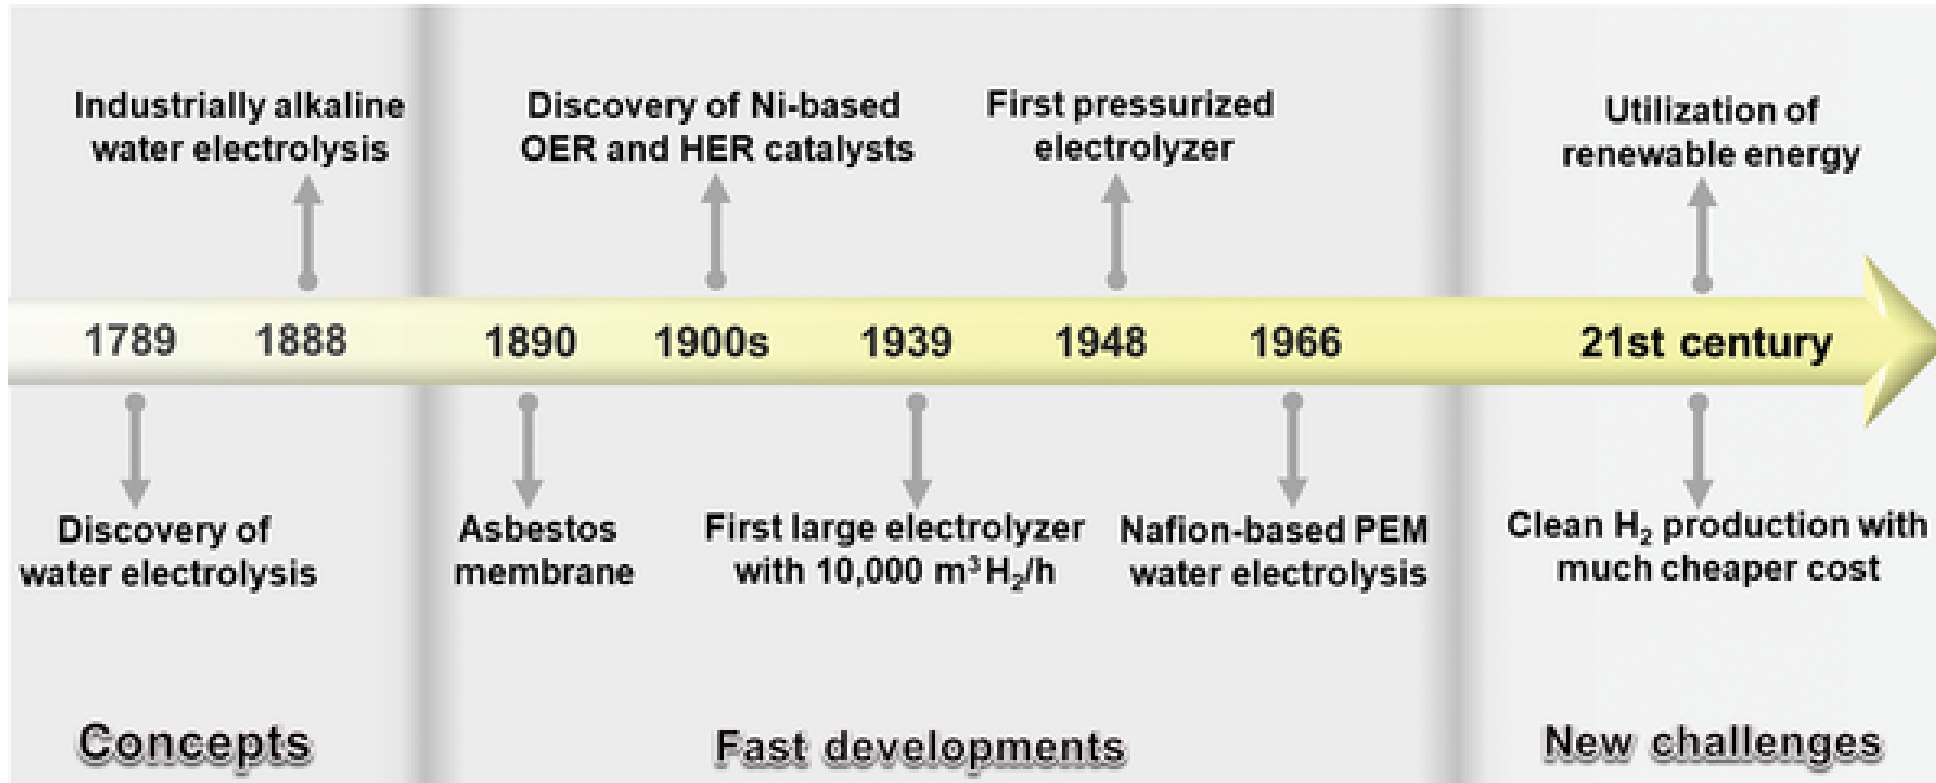 Industrially alkaline
water electrolysis
Discovery of Ni-based
OER and HER catalysts
First pressurized
electrolyzer
Utilization of
renewable energy
1789 1888 1890 1900s 1939 1948 1966 21st century
Discovery of
water electrolysis
Asbestos
membrane
First large electrolyzer
with 10,000 m³ H₂/h
Nafion-based PEM
water electrolysis
Clean H₂ production with
much cheaper cost
Concepts
Fast developments
New challenges